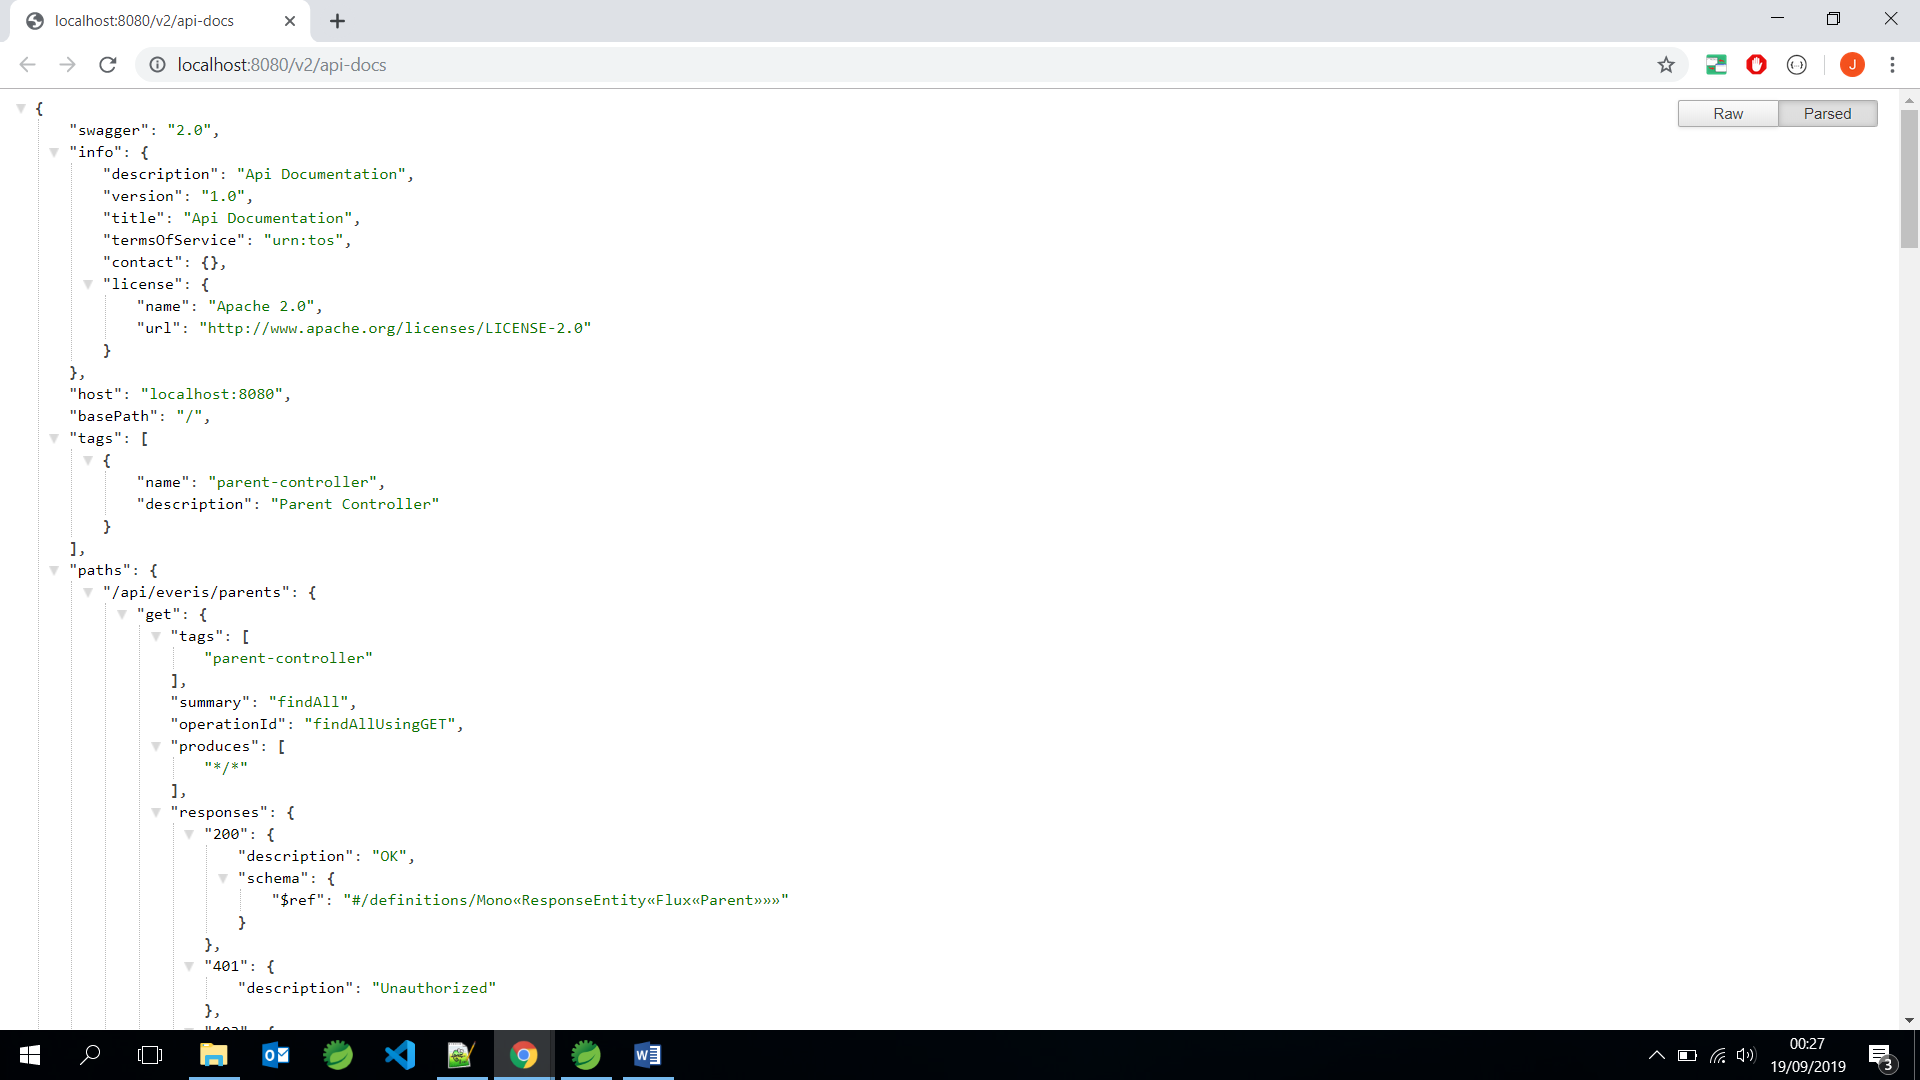 localhost:8080/v2/api-docs
localhost:8080/v2/api-docs
J
Raw
Parsed
{
"swagger": "2.0",
"info": {
"description": "Api Documentation",
"version": "1.0",
"title": "Api Documentation",
"termsOfService": "urn:tos",
"contact": {},
"license": {
"name": "Apache 2.0",
"url": "http://www.apache.org/licenses/LICENSE-2.0"
}
},
"host": "localhost:8080",
"basePath": "/",
"tags": [
{
"name": "parent-controller",
"description": "Parent Controller"
}
],
"paths": {
"/api/everis/parents": {
"get": {
"tags": [
"parent-controller"
],
"summary": "findAll",
"operationId": "findAllUsingGET",
"produces": [
"*/*"
],
"responses": {
"200": {
"description": "OK",
"schema": {
"$ref": "#/definitions/Mono«ResponseEntity«Flux«Parent»»»"
}
},
"401": {
"description": "Unauthorized"
},
00:27
19/09/2019
3